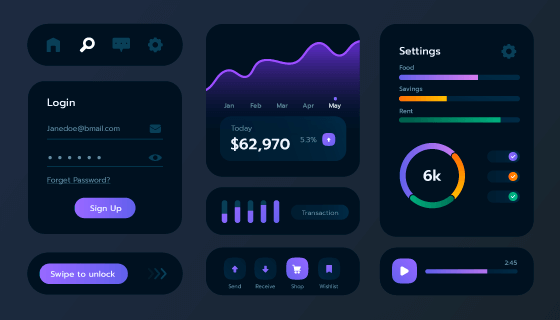 Login
Janedoe@bmail.com
Forget Password?
Sign Up
Swipe to unlock
Jan Feb Mar Apr May
Today
$62,970 5.3%
Transaction
Send Receive Shop Wishlist
Settings
Food
Savings
Rent
6k
2:45